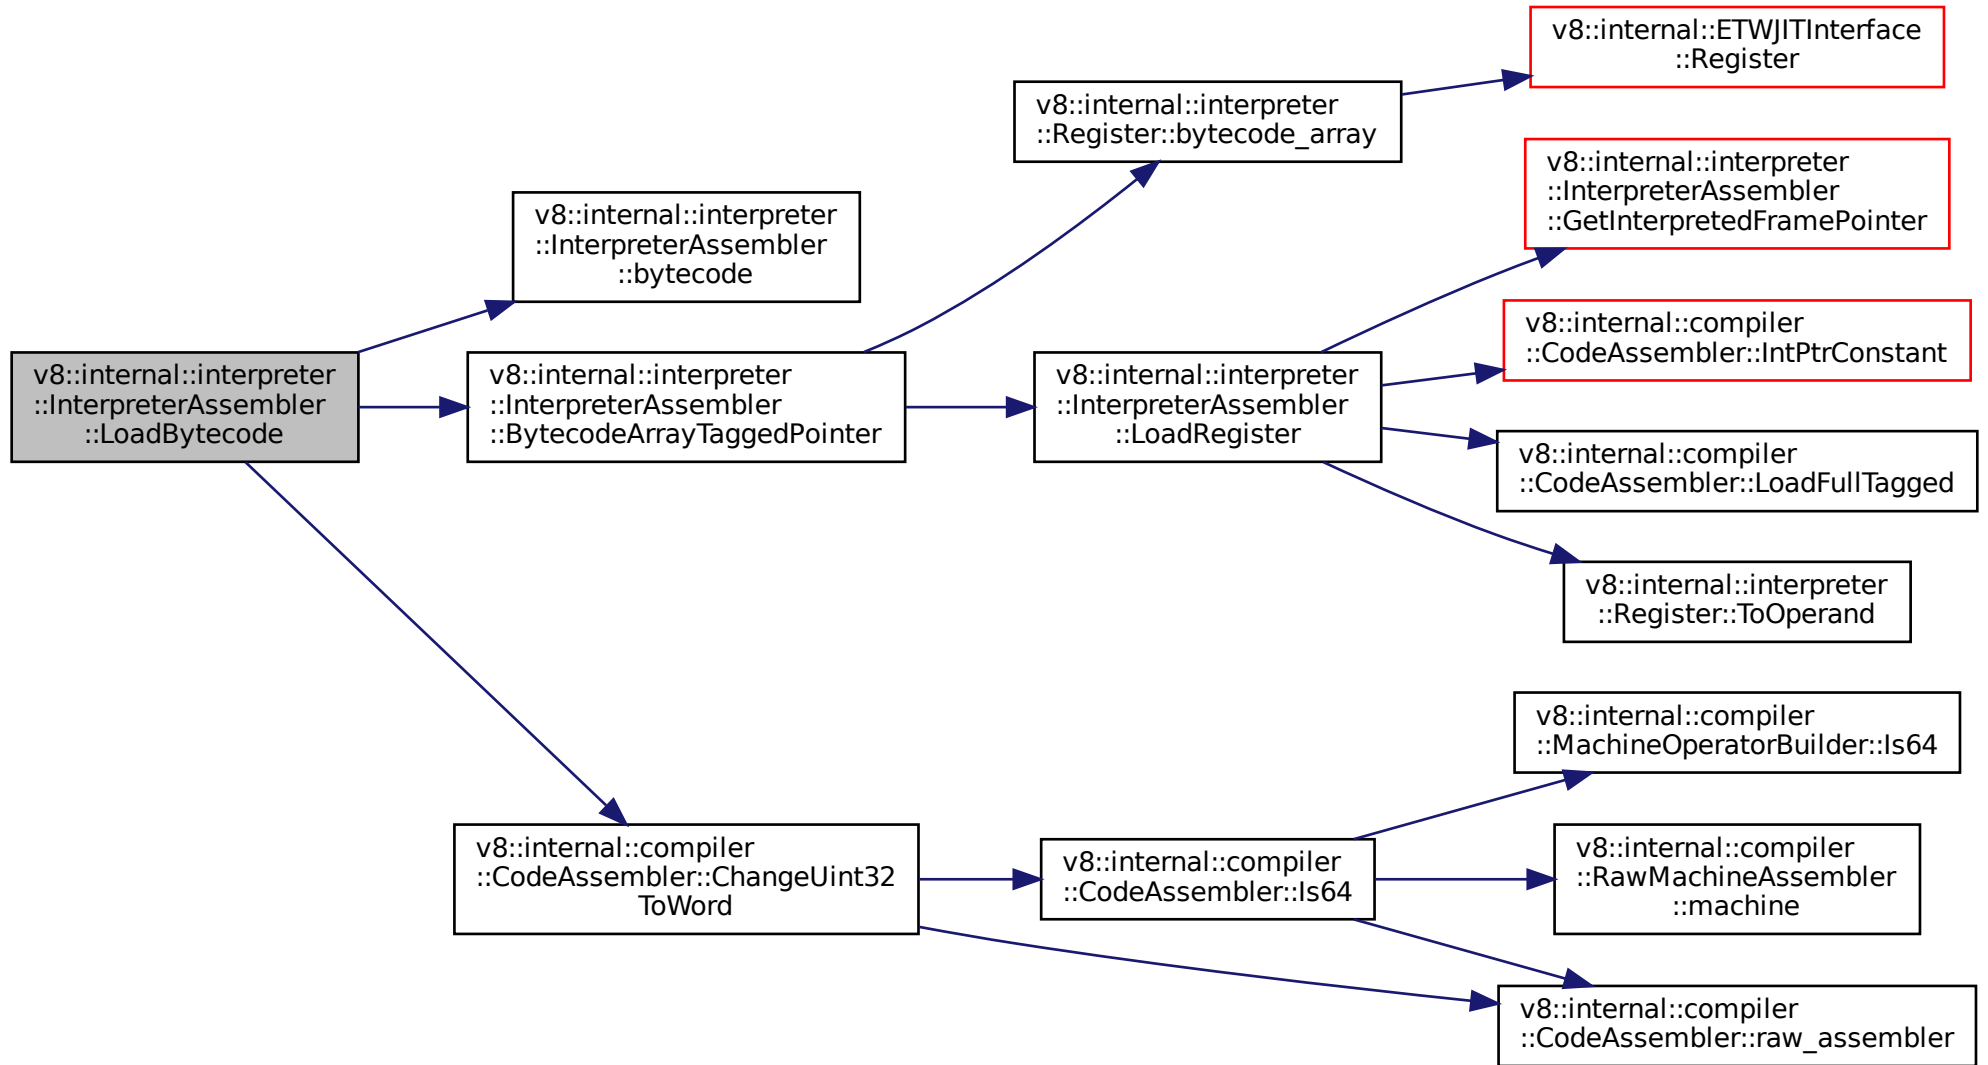 v8::internal::interpreter
::InterpreterAssembler
::LoadBytecode
v8::internal::interpreter
::InterpreterAssembler
::bytecode
v8::internal::interpreter
::InterpreterAssembler
::BytecodeArrayTaggedPointer
v8::internal::compiler
::CodeAssembler::ChangeUint32
ToWord
v8::internal::interpreter
::Register::bytecode_array
v8::internal::interpreter
::InterpreterAssembler
::LoadRegister
v8::internal::compiler
::CodeAssembler::Is64
v8::internal::ETWJITInterface
::Register
v8::internal::interpreter
::InterpreterAssembler
::GetInterpretedFramePointer
v8::internal::compiler
::CodeAssembler::IntPtrConstant
v8::internal::compiler
::CodeAssembler::LoadFullTagged
v8::internal::interpreter
::Register::ToOperand
v8::internal::compiler
::MachineOperatorBuilder::Is64
v8::internal::compiler
::RawMachineAssembler
::machine
v8::internal::compiler
::CodeAssembler::raw_assembler